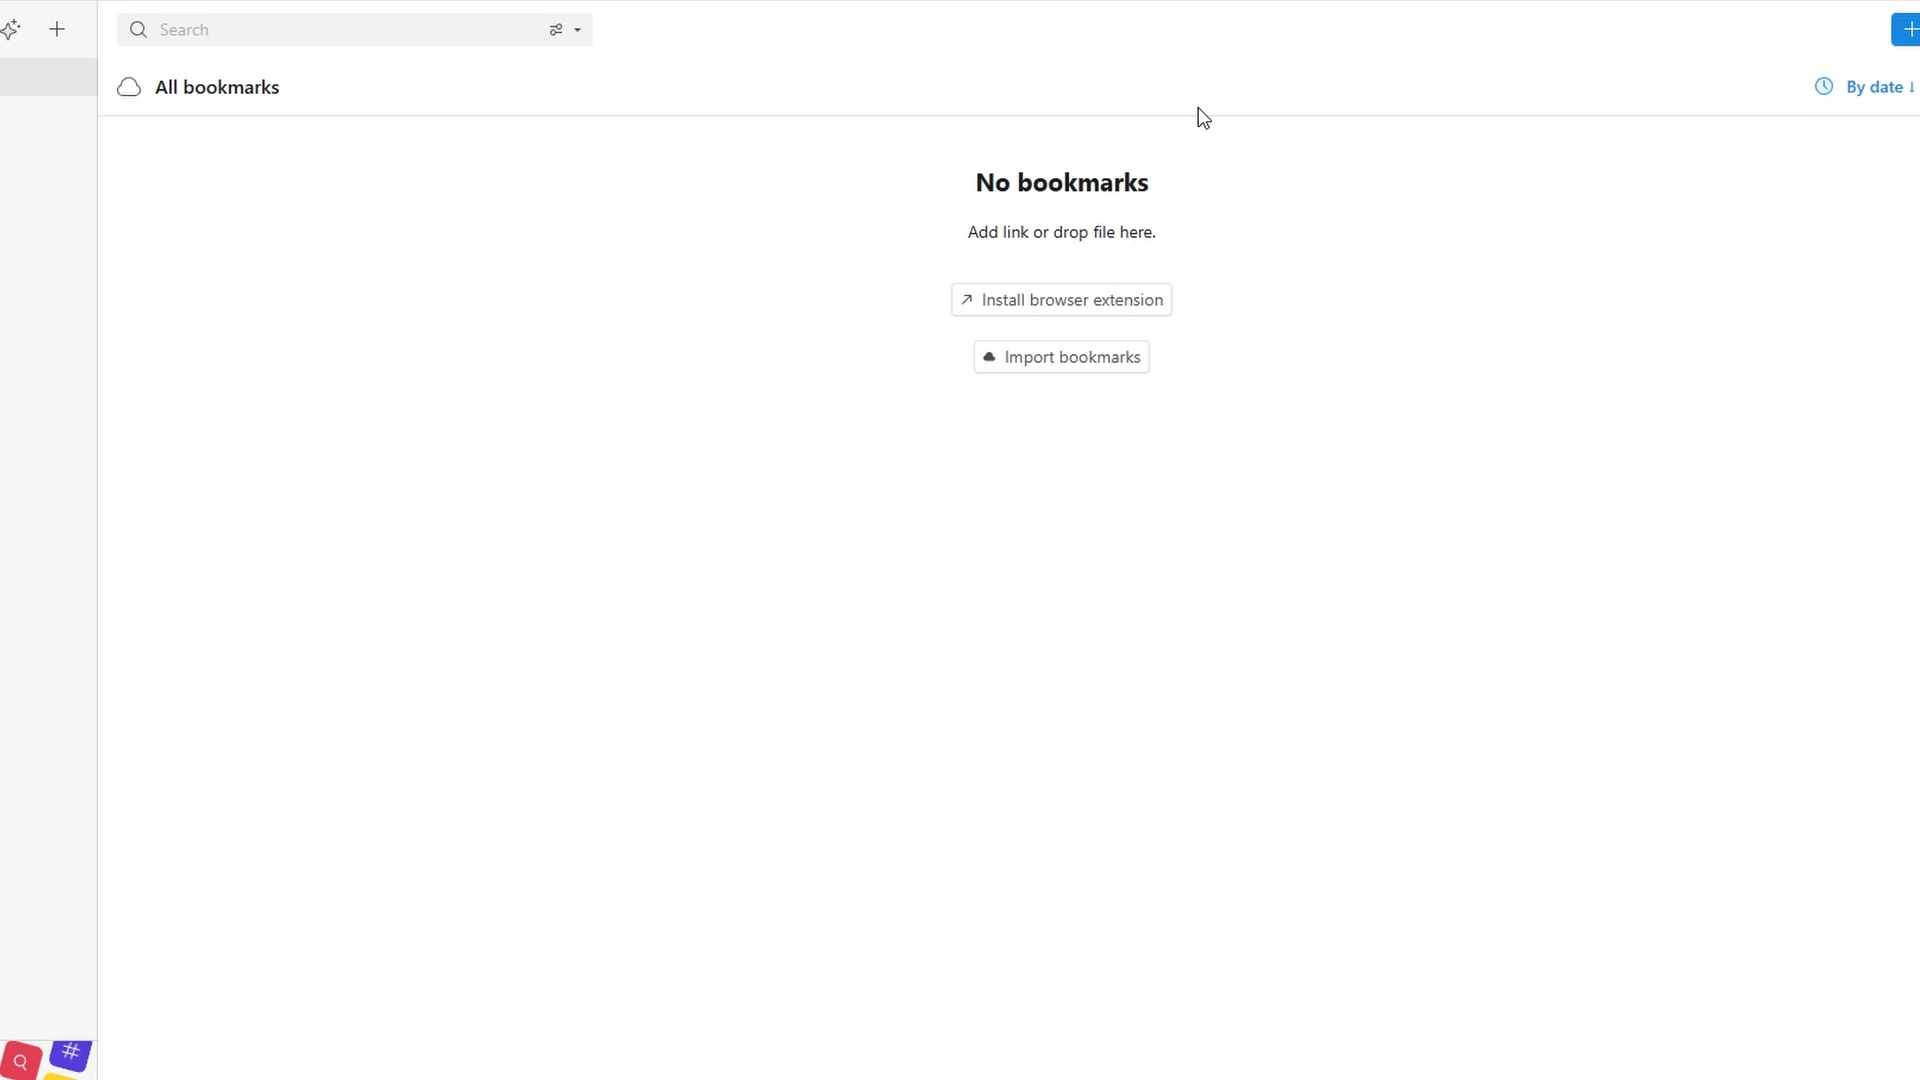 Search
All bookmarks
By date ↓
No bookmarks
Add link or drop file here.
Install browser extension
Import bookmarks
#